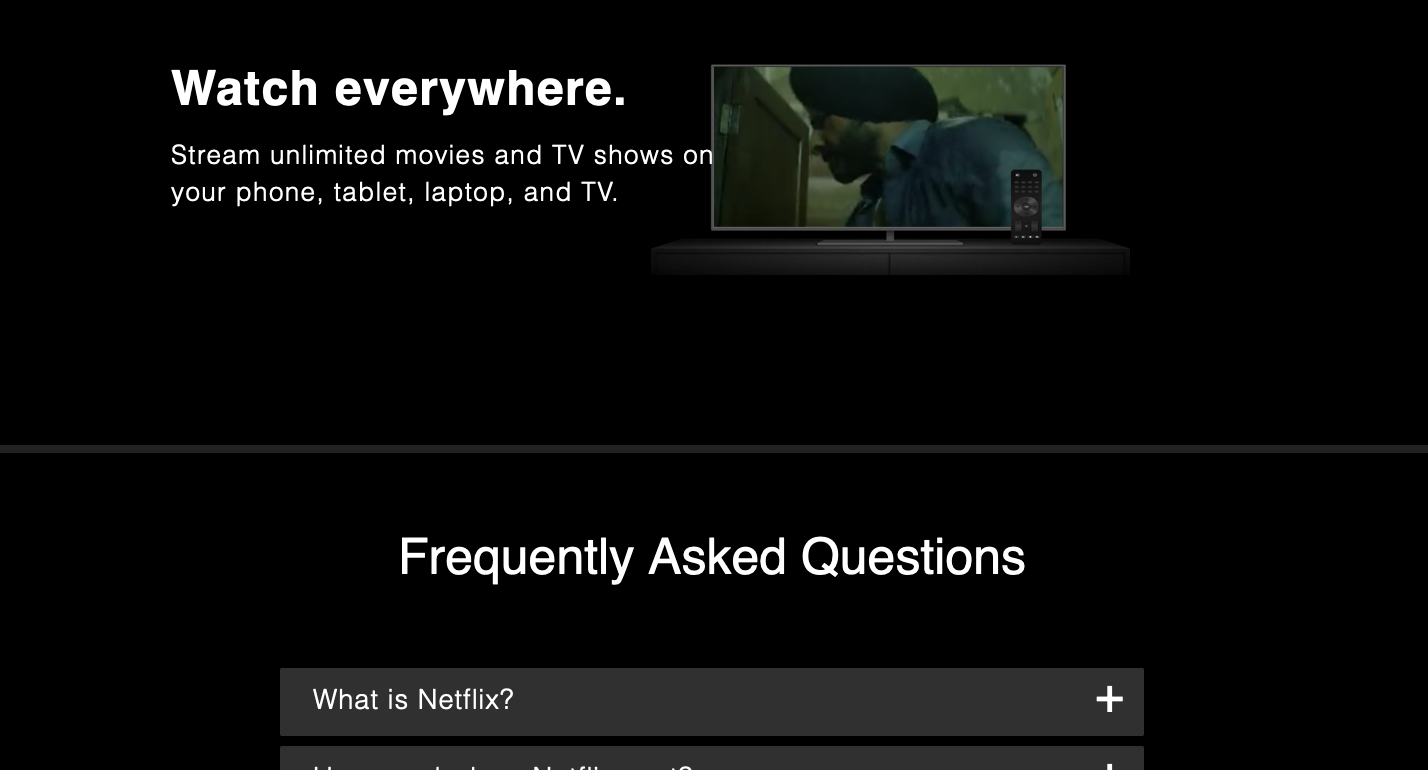 Watch everywhere.
Stream unlimited movies and TV shows on
your phone, tablet, laptop, and TV.
Frequently Asked Questions
What is Netflix?